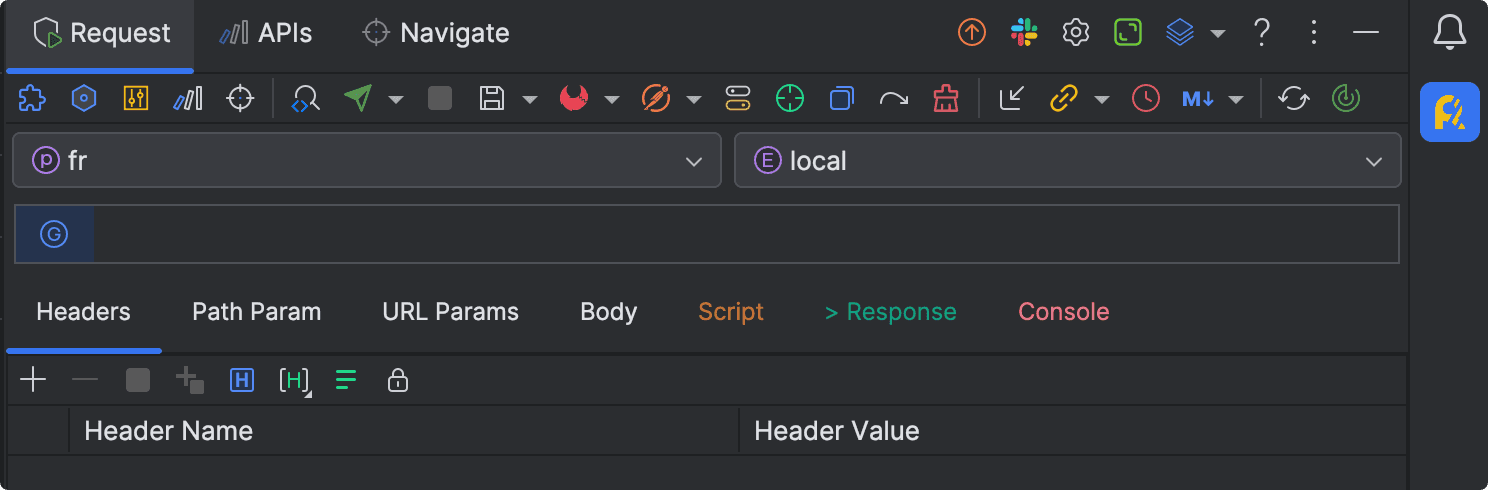 Request APIs Navigate
M↓
P fr E local
G
Headers Path Param URL Params Body Script > Response Console
H [H]
Header Name Header Value